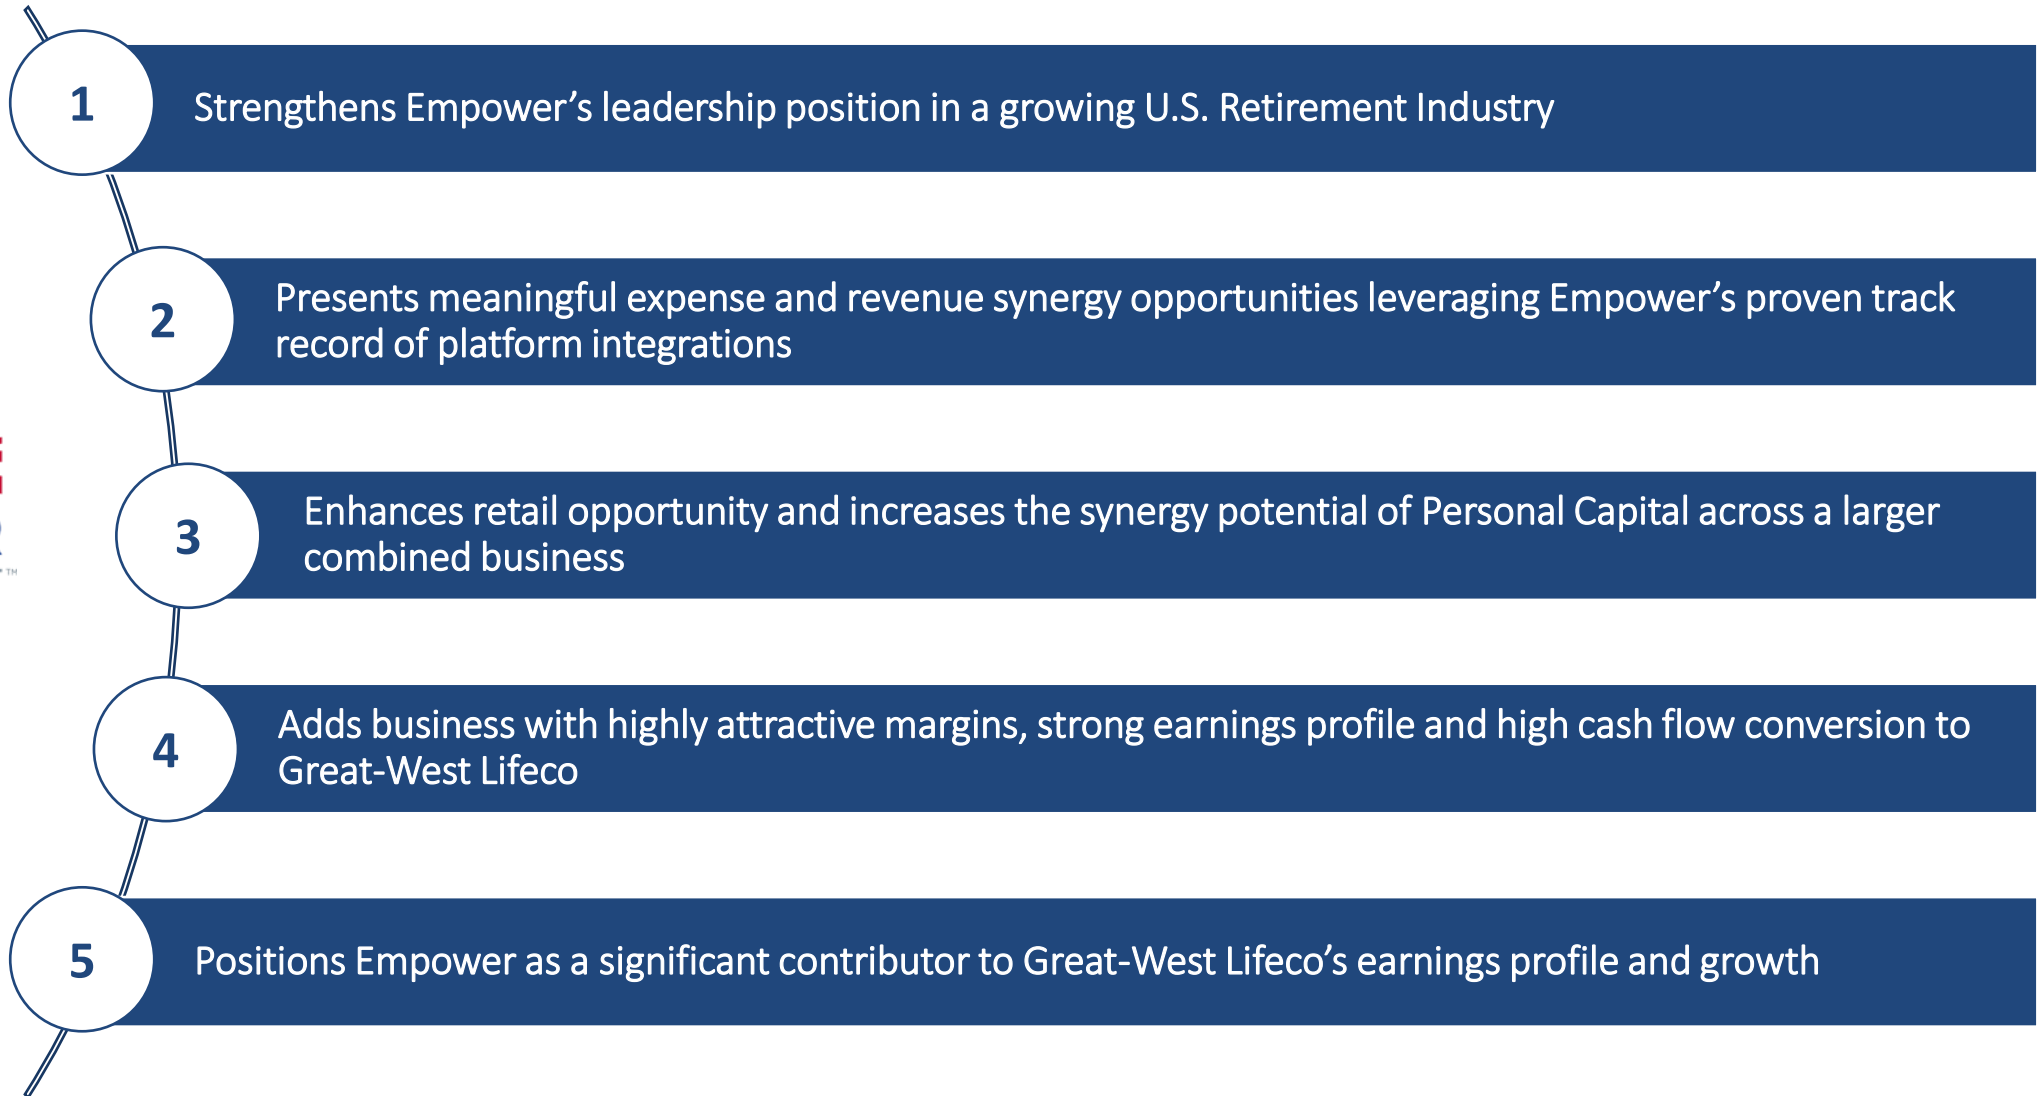 1
Strengthens Empower’s leadership position in a growing U.S. Retirement Industry
2
Presents meaningful expense and revenue synergy opportunities leveraging Empower’s proven track
record of platform integrations
3
Enhances retail opportunity and increases the synergy potential of Personal Capital across a larger
combined business
TM
4
Adds business with highly attractive margins, strong earnings profile and high cash flow conversion to
Great-West Lifeco
5
Positions Empower as a significant contributor to Great-West Lifeco’s earnings profile and growth